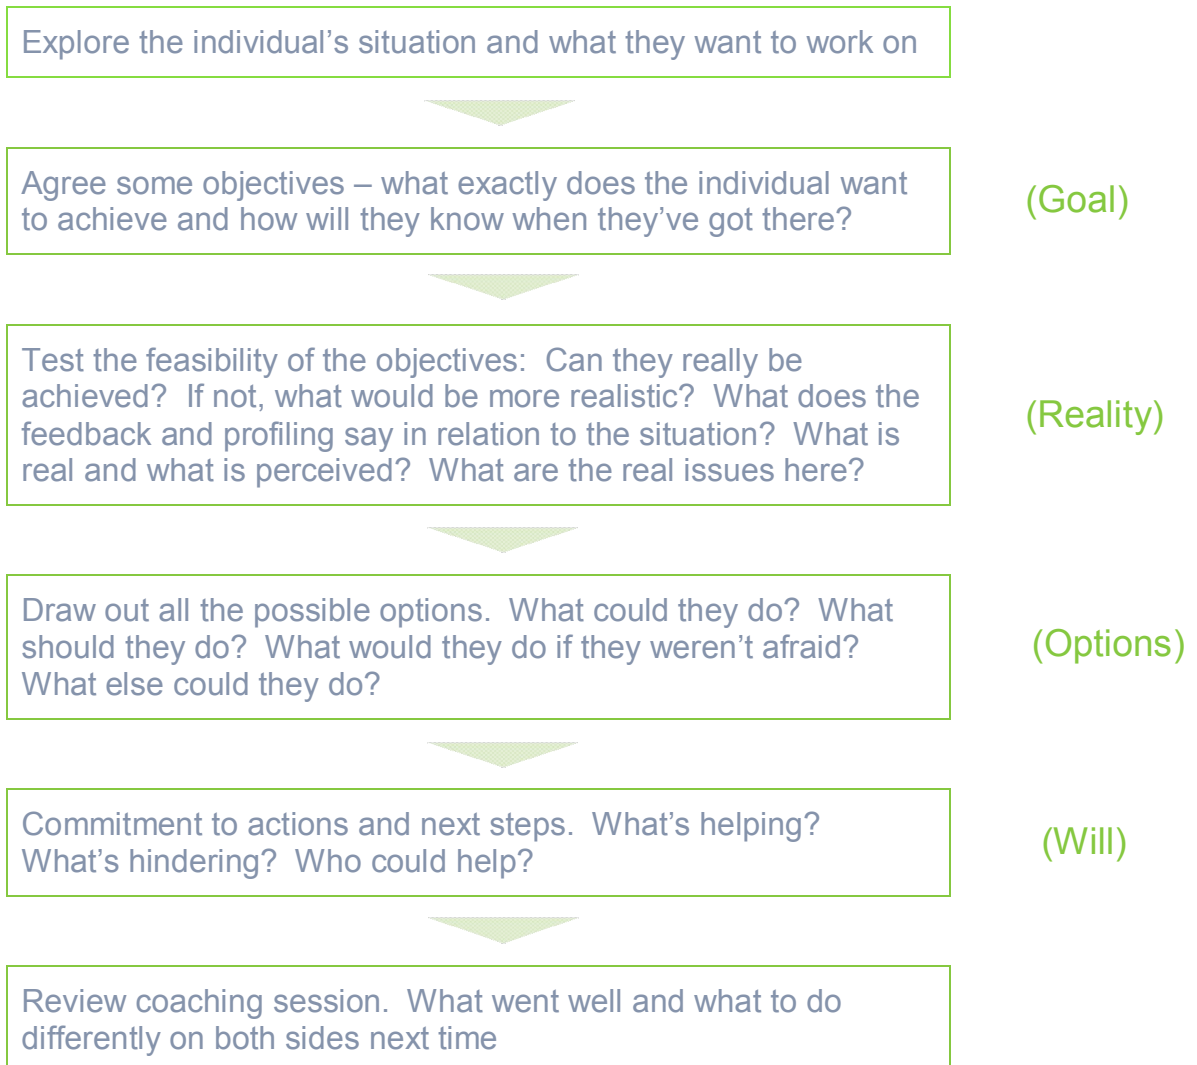 Explore the individual’s situation and what they want to work on
Agree some objectives – what exactly does the individual want
to achieve and how will they know when they’ve got there?
(Goal)
Test the feasibility of the objectives:  Can they really be
achieved?  If not, what would be more realistic?  What does the
feedback and profiling say in relation to the situation?  What is
real and what is perceived?  What are the real issues here?
(Reality)
Draw out all the possible options.  What could they do?  What
should they do?  What would they do if they weren’t afraid?
What else could they do?
(Options)
Commitment to actions and next steps.  What’s helping?
What’s hindering?  Who could help?
(Will)
Review coaching session.  What went well and what to do
differently on both sides next time